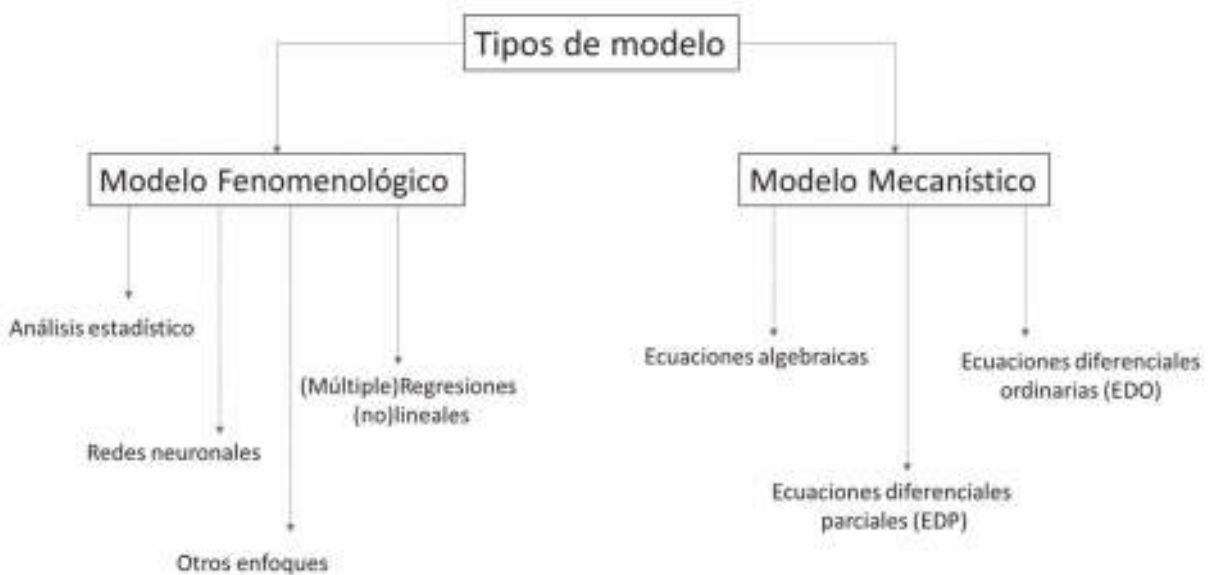 Tipos de modelo
Modelo Fenomenológico
Modelo Mecanístico
Análisis estadístico
Redes neuronales
Otros enfoques
(Múltiple)Regresiones
(no)lineales
Ecuaciones algebraicas
Ecuaciones diferenciales
parciales (EDP)
Ecuaciones diferenciales
ordinarias (EDO)